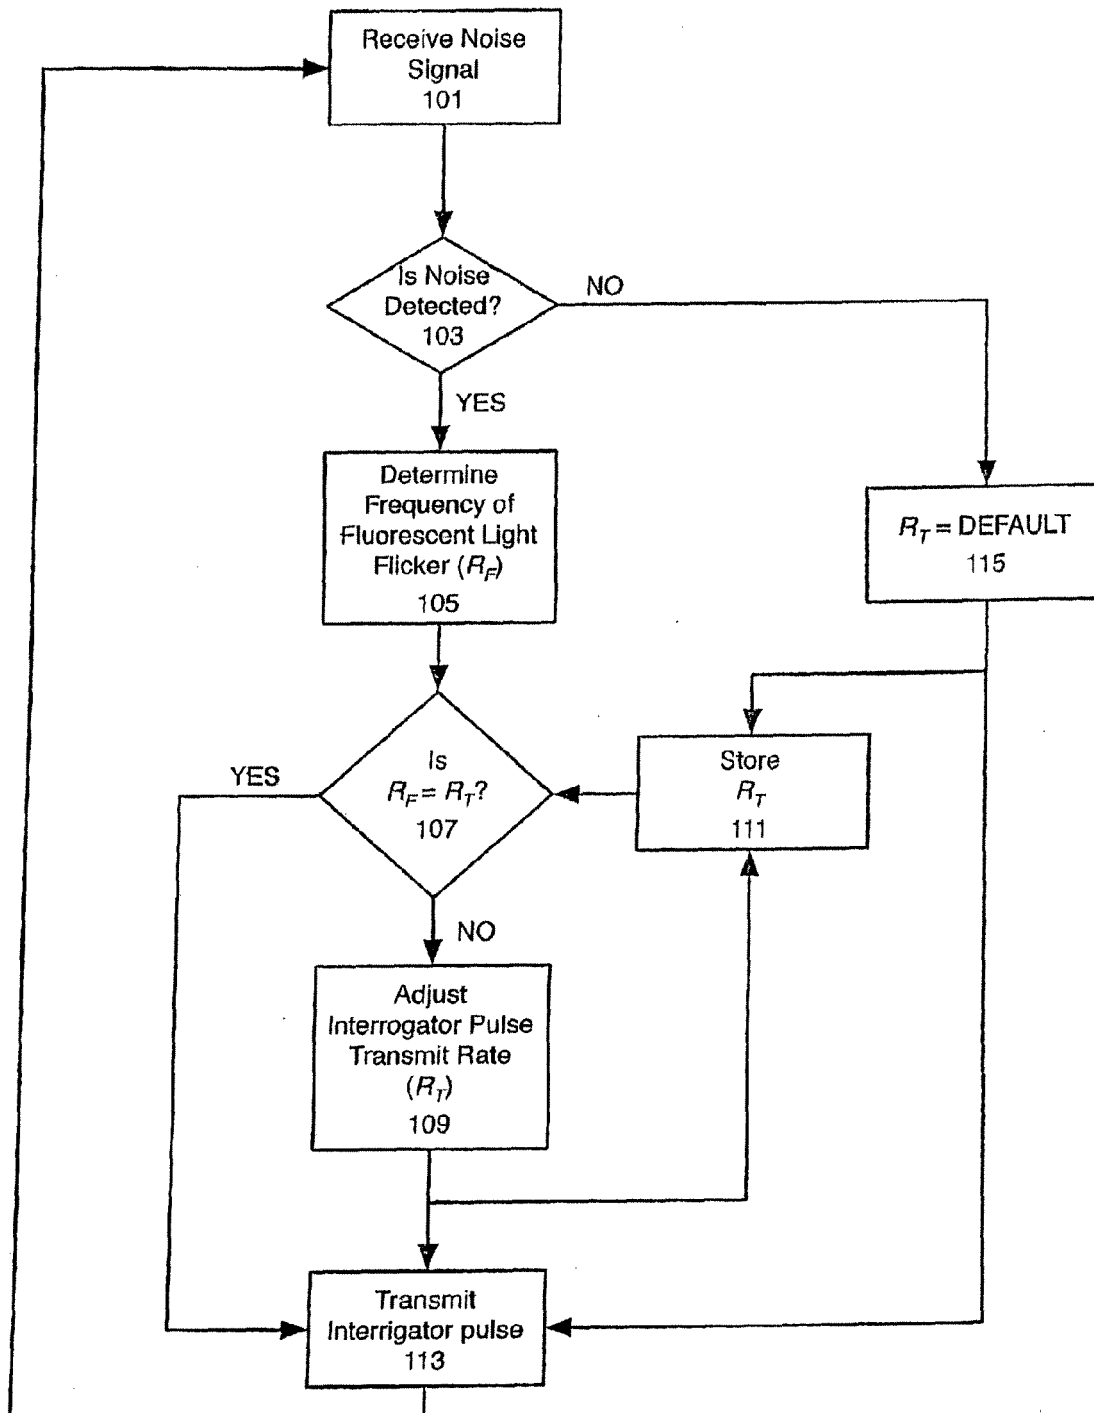 Receive Noise
Signal
101
Is Noise
Detected?
103
NO
YES
Determine
Frequency of
Fluorescent Light
Flicker (R_F)
105
R_T = DEFAULT
115
Is
R_F = R_T?
107
YES
Store
R_T
111
NO
Adjust
Interrogator Pulse
Transmit Rate
(R_T)
109
Transmit
Interrigator pulse
113